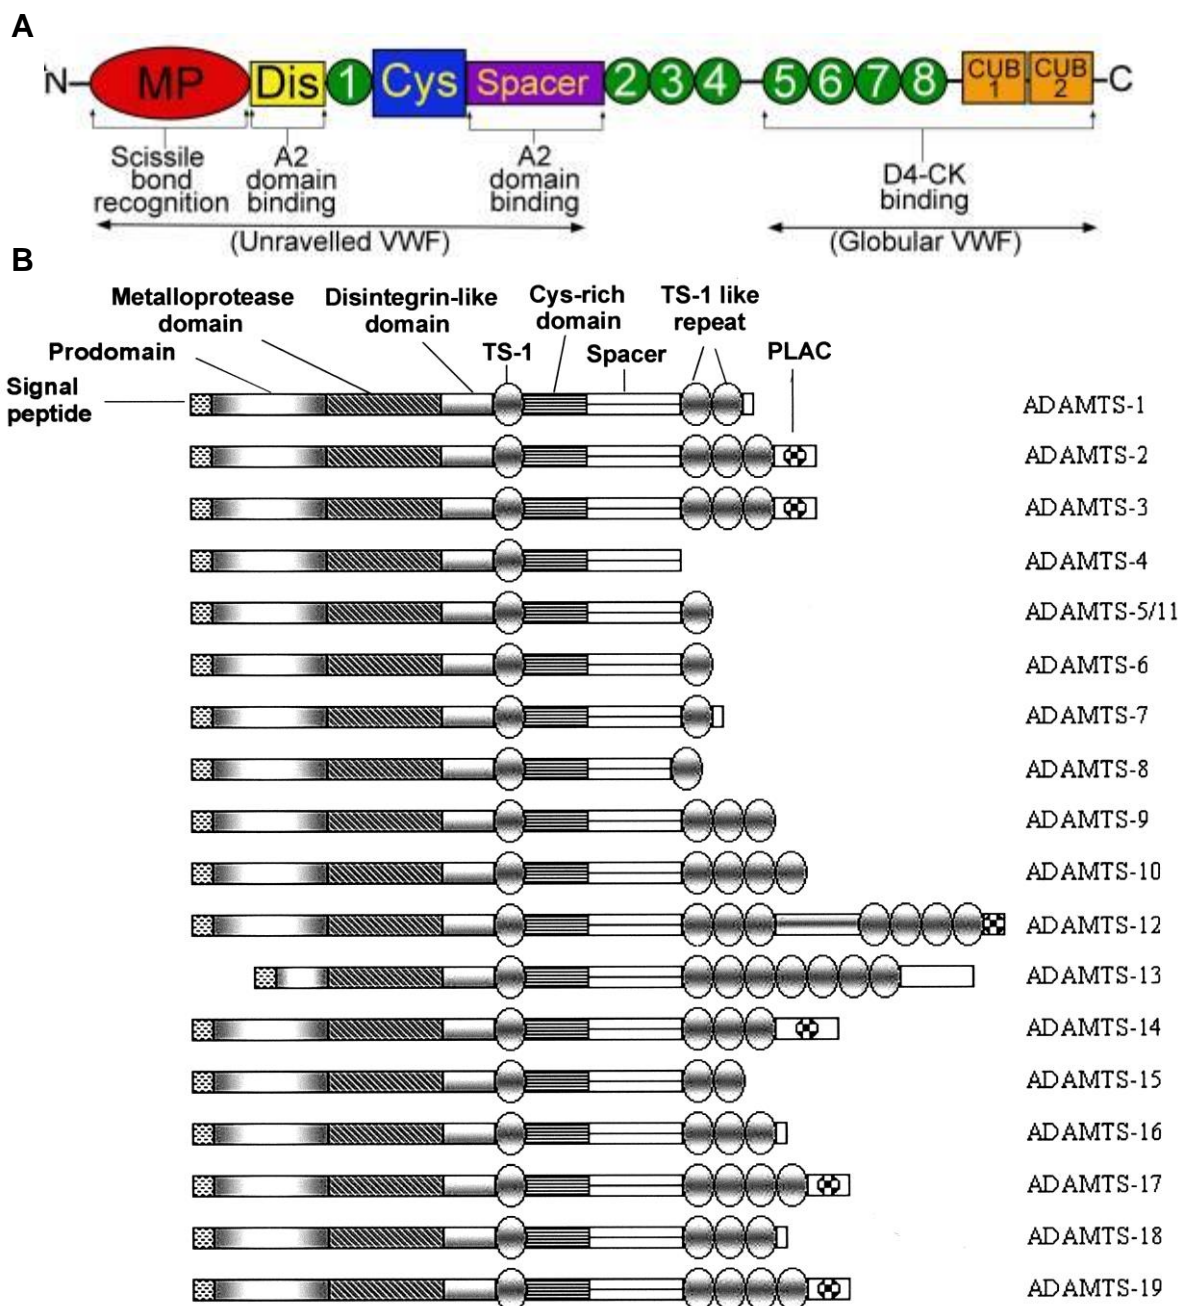 A
N
MP
Dis
1
Cys
Spacer
2
3
4
5
6
7
8
CUB
1
CUB
2
C
Scissile
bond
recognition
A2
domain
binding
A2
domain
binding
D4-CK
binding
(Unravelled VWF)
(Globular VWF)
B
Metalloprotease
domain
Disintegrin-like
domain
Cys-rich
domain
TS-1 like
repeat
Prodomain
TS-1
Spacer
PLAC
Signal
peptide
ADAMTS-1
ADAMTS-2
ADAMTS-3
ADAMTS-4
ADAMTS-5/11
ADAMTS-6
ADAMTS-7
ADAMTS-8
ADAMTS-9
ADAMTS-10
ADAMTS-12
ADAMTS-13
ADAMTS-14
ADAMTS-15
ADAMTS-16
ADAMTS-17
ADAMTS-18
ADAMTS-19